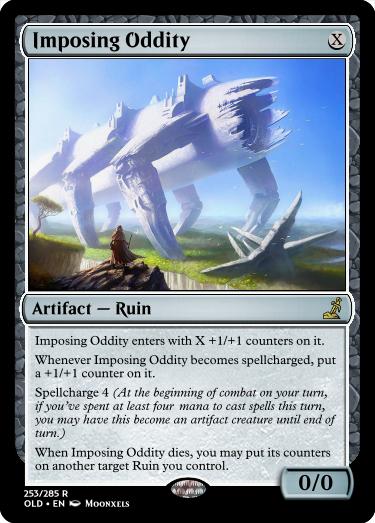 Imposing Oddity X
Artifact — Ruin
Imposing Oddity enters with X +1/+1 counters on it.
Whenever Imposing Oddity becomes spellcharged, put
a +1/+1 counter on it.
Spellcharge 4 (At the beginning of combat on your turn,
if you've spent at least four mana to cast spells this turn,
you may have this become an artifact creature until end of
turn.)
When Imposing Oddity dies, you may put its counters
on another target Ruin you control.
0/0
253/285 R
OLD • EN Moonxels